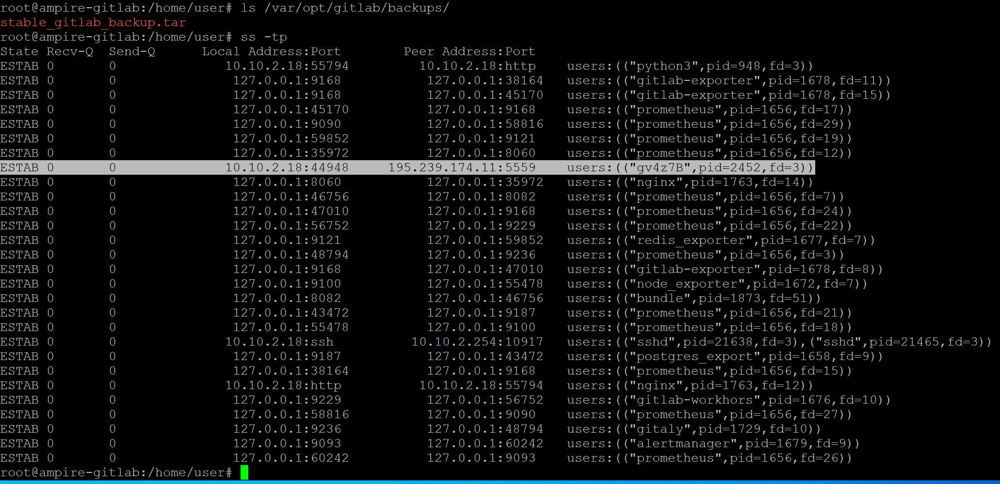 root@ampire-gitlab:/home/user# ls /var/opt/gitlab/backups/
stable_gitlab_backup.tar
root@ampire-gitlab:/home/user# ss -tp
State Recv-Q  Send-Q      Local Address:Port        Peer Address:Port
ESTAB 0       0              10.10.2.18:55794         10.10.2.18:http    users:(("python3",pid=948,fd=3))
ESTAB 0       0               127.0.0.1:9168           127.0.0.1:38164   users:(("gitlab-exporter",pid=1678,fd=11))
ESTAB 0       0               127.0.0.1:9168           127.0.0.1:45170   users:(("gitlab-exporter",pid=1678,fd=15))
ESTAB 0       0               127.0.0.1:45170          127.0.0.1:9168    users:(("prometheus",pid=1656,fd=17))
ESTAB 0       0               127.0.0.1:9090           127.0.0.1:58816   users:(("prometheus",pid=1656,fd=29))
ESTAB 0       0               127.0.0.1:59852          127.0.0.1:9121    users:(("prometheus",pid=1656,fd=19))
ESTAB 0       0               127.0.0.1:35972          127.0.0.1:8060    users:(("prometheus",pid=1656,fd=12))
ESTAB 0       0              10.10.2.18:44948     195.239.174.11:5559    users:(("gv4z7B",pid=2452,fd=3))
ESTAB 0       0               127.0.0.1:8060           127.0.0.1:35972   users:(("nginx",pid=1763,fd=14))
ESTAB 0       0               127.0.0.1:46756          127.0.0.1:8082    users:(("prometheus",pid=1656,fd=7))
ESTAB 0       0               127.0.0.1:47010          127.0.0.1:9168    users:(("prometheus",pid=1656,fd=24))
ESTAB 0       0               127.0.0.1:56752          127.0.0.1:9229    users:(("prometheus",pid=1656,fd=22))
ESTAB 0       0               127.0.0.1:9121           127.0.0.1:59852   users:(("redis_exporter",pid=1677,fd=7))
ESTAB 0       0               127.0.0.1:48794          127.0.0.1:9236    users:(("prometheus",pid=1656,fd=3))
ESTAB 0       0               127.0.0.1:9168           127.0.0.1:47010   users:(("gitlab-exporter",pid=1678,fd=8))
ESTAB 0       0               127.0.0.1:9100           127.0.0.1:55478   users:(("node_exporter",pid=1672,fd=7))
ESTAB 0       0               127.0.0.1:8082           127.0.0.1:46756   users:(("bundle",pid=1873,fd=51))
ESTAB 0       0               127.0.0.1:43472          127.0.0.1:9187    users:(("prometheus",pid=1656,fd=21))
ESTAB 0       0               127.0.0.1:55478          127.0.0.1:9100    users:(("prometheus",pid=1656,fd=18))
ESTAB 0       0              10.10.2.18:ssh          10.10.2.254:10917   users:(("sshd",pid=21638,fd=3),("sshd",pid=21465,fd=3))
ESTAB 0       0               127.0.0.1:9187           127.0.0.1:43472   users:(("postgres_export",pid=1658,fd=9))
ESTAB 0       0               127.0.0.1:38164          127.0.0.1:9168    users:(("prometheus",pid=1656,fd=15))
ESTAB 0       0              10.10.2.18:http          10.10.2.18:55794   users:(("nginx",pid=1763,fd=12))
ESTAB 0       0               127.0.0.1:9229           127.0.0.1:56752   users:(("gitlab-workhors",pid=1676,fd=10))
ESTAB 0       0               127.0.0.1:58816          127.0.0.1:9090    users:(("prometheus",pid=1656,fd=27))
ESTAB 0       0               127.0.0.1:9236           127.0.0.1:48794   users:(("gitaly",pid=1729,fd=10))
ESTAB 0       0               127.0.0.1:9093           127.0.0.1:60242   users:(("alertmanager",pid=1679,fd=9))
ESTAB 0       0               127.0.0.1:60242          127.0.0.1:9093    users:(("prometheus",pid=1656,fd=26))
root@ampire-gitlab:/home/user#